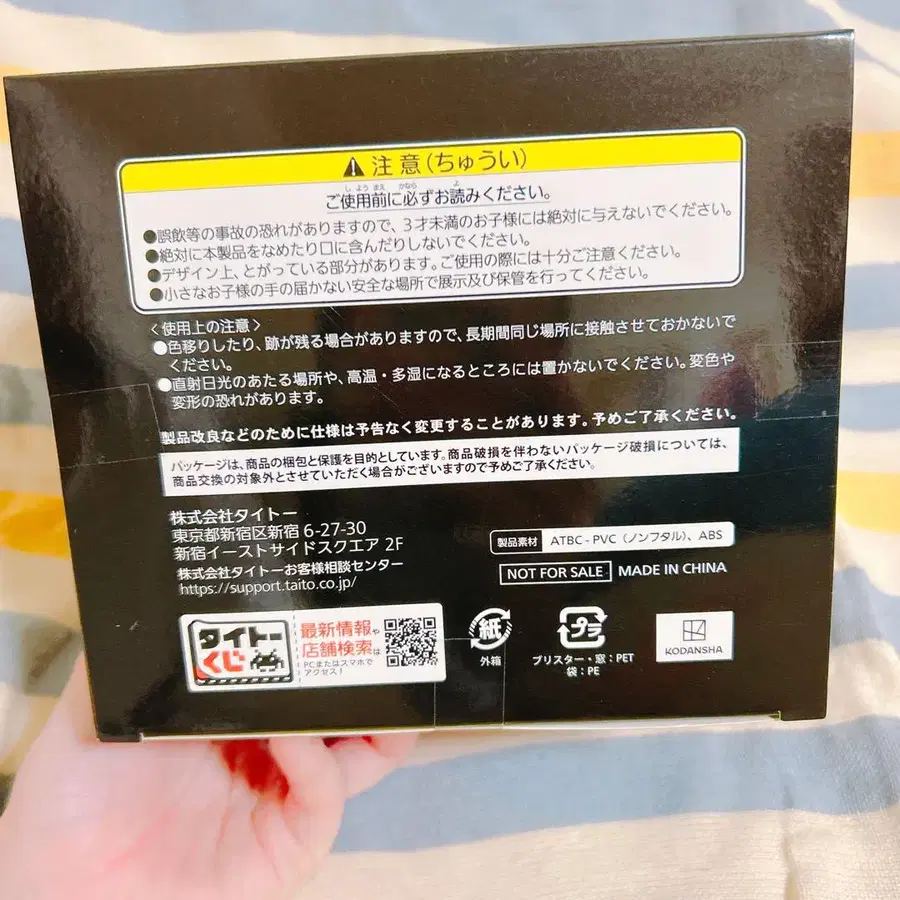 注意(ちゅうい)
ご使用前に必ずお読みください。
●誤飲等の事故の恐れがありますので、3才未満のお子様には絶対に与えないでください。
●絶対に本製品をなめたり口に含んだりしないでください。
●デザイン上、とがっている部分があります。ご使用の際には十分ご注意ください。
●小さなお子様の手の届かない安全な場所で展示及び保管を行ってください。
<使用上の注意>
●色移りしたり、跡が残る場合がありますので、長期間同じ場所に接触させておかないで
ください。
●直射日光のあたる場所や、高温・多湿になるところには置かないでください。変色や
変形の恐れがあります。
製品改良などのために仕様は予告なく変更することがあります。予めご了承ください。
パッケージは、商品の梱包と保護を目的としています。商品破損を伴わないパッケージ破損については、
商品交換の対象外とさせていただく場合がございますので予めご了承ください。
株式会社タイトー
東京都新宿区新宿 6-27-30
新宿イーストサイドスクエア 2F
株式会社タイトーお客様相談センター
https://support.taito.co.jp/
製品素材 ATBC-PVC(ノンフタル)、ABS
NOT FOR SALE MADE IN CHINA
タイトー
くじ
最新情報や
店舗検索は
PCまたはスマホで
アクセス!
紙
外箱
プラ
ブリスター・窓:PET
袋:PE
KODANSHA